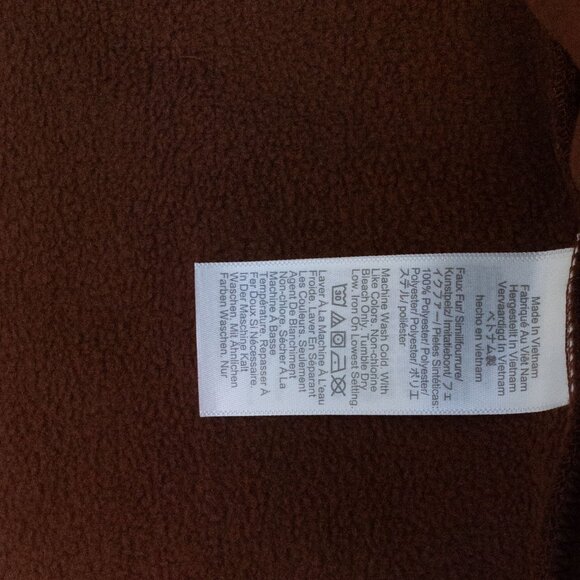 Made In Vietnam
Fabriqué Au Viêt Nam
Hergestellt In Vietnam
Vervaardigd In Vietnam
ベトナム製
hecho en vietnam
Faux Fur/ Similifourrure/
Kunstpelz/ Imitatiebont/ フェ
イクファー/ Pieles Sintéticas:
100% Polyester/ Polyester/
Polyester/ Polyester/ ポリエ
ステル/ poliéster
Machine Wash Cold. With
Like Colors. Non-chlorine
Bleach Only. Tumble Dry
Low. Iron On Lowest Setting.
30
Laver À La Machine À L'eau
Froide. Laver En Séparant
Les Couleurs. Seulement
Agent De Blanchiment
Non-chloré. Sécher À La
Machine À Basse
Température. Repasser À
Fer Doux Si Nécessaire.
In Der Maschine Kalt
Waschen. Mit Ähnlichen
Farben Waschen. Nur